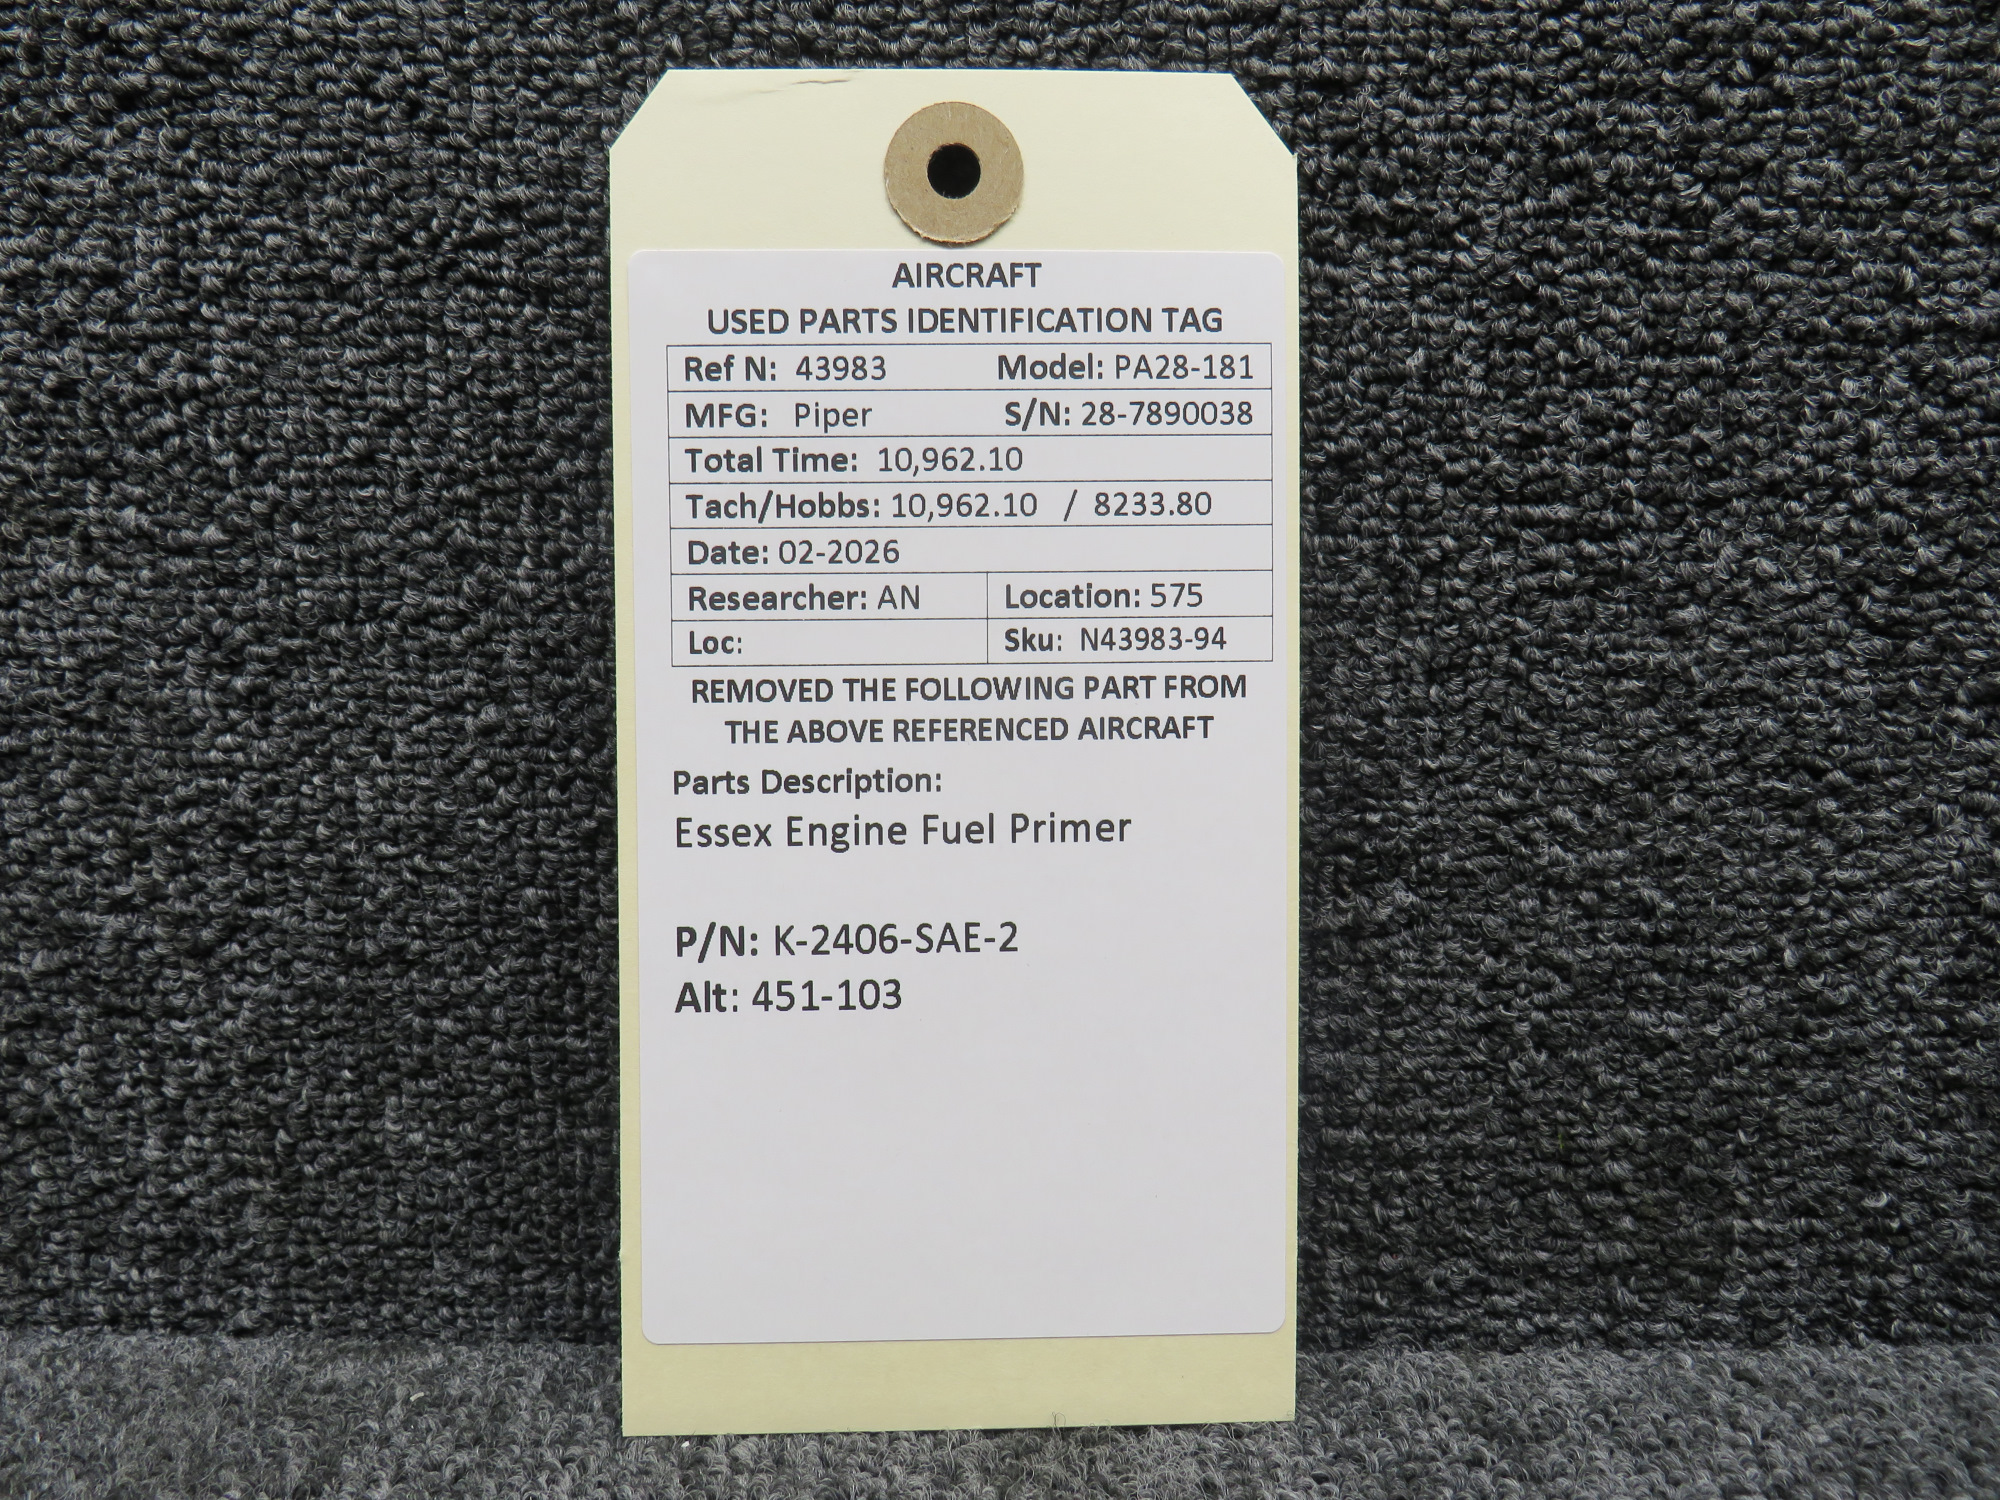 AIRCRAFT
USED PARTS IDENTIFICATION TAG
Ref N: 43983 Model: PA28-181
MFG: Piper S/N: 28-7890038
Total Time: 10,962.10
Tach/Hobbs: 10,962.10 / 8233.80
Date: 02-2026
Researcher: AN Location: 575
Loc: Sku: N43983-94
REMOVED THE FOLLOWING PART FROM
THE ABOVE REFERENCED AIRCRAFT
Parts Description:
Essex Engine Fuel Primer
P/N: K-2406-SAE-2
Alt: 451-103